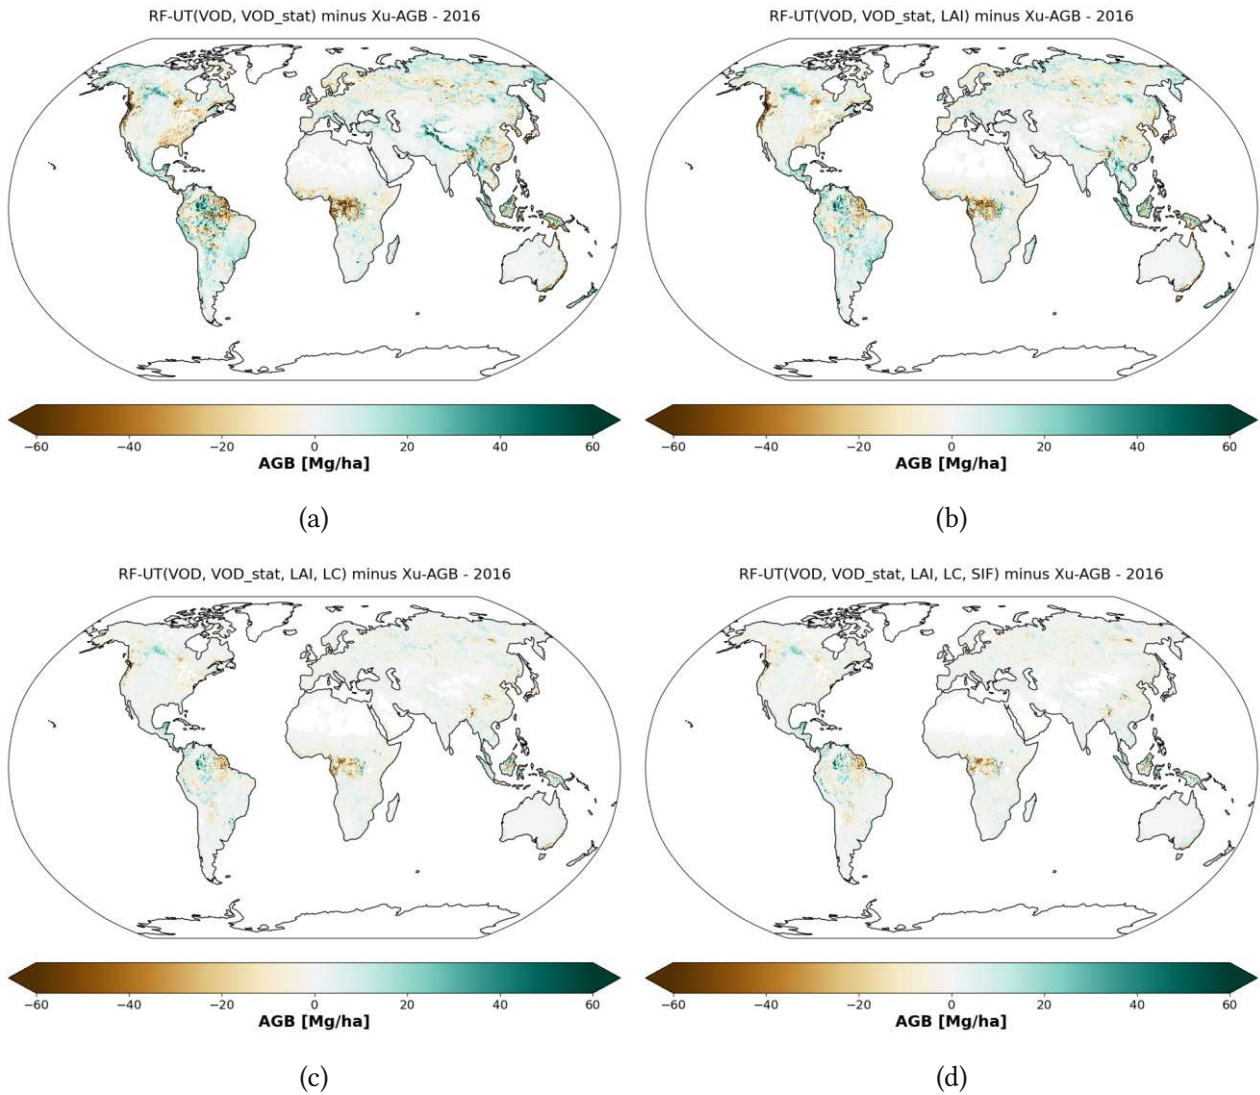 RF-UT(VOD, VOD_stat) minus Xu-AGB - 2016
−60 −40 −20 0 20 40 60
AGB [Mg/ha]
(a)
RF-UT(VOD, VOD_stat, LAI) minus Xu-AGB - 2016
−60 −40 −20 0 20 40 60
AGB [Mg/ha]
(b)
RF-UT(VOD, VOD_stat, LAI, LC) minus Xu-AGB - 2016
−60 −40 −20 0 20 40 60
AGB [Mg/ha]
(c)
RF-UT(VOD, VOD_stat, LAI, LC, SIF) minus Xu-AGB - 2016
−60 −40 −20 0 20 40 60
AGB [Mg/ha]
(d)